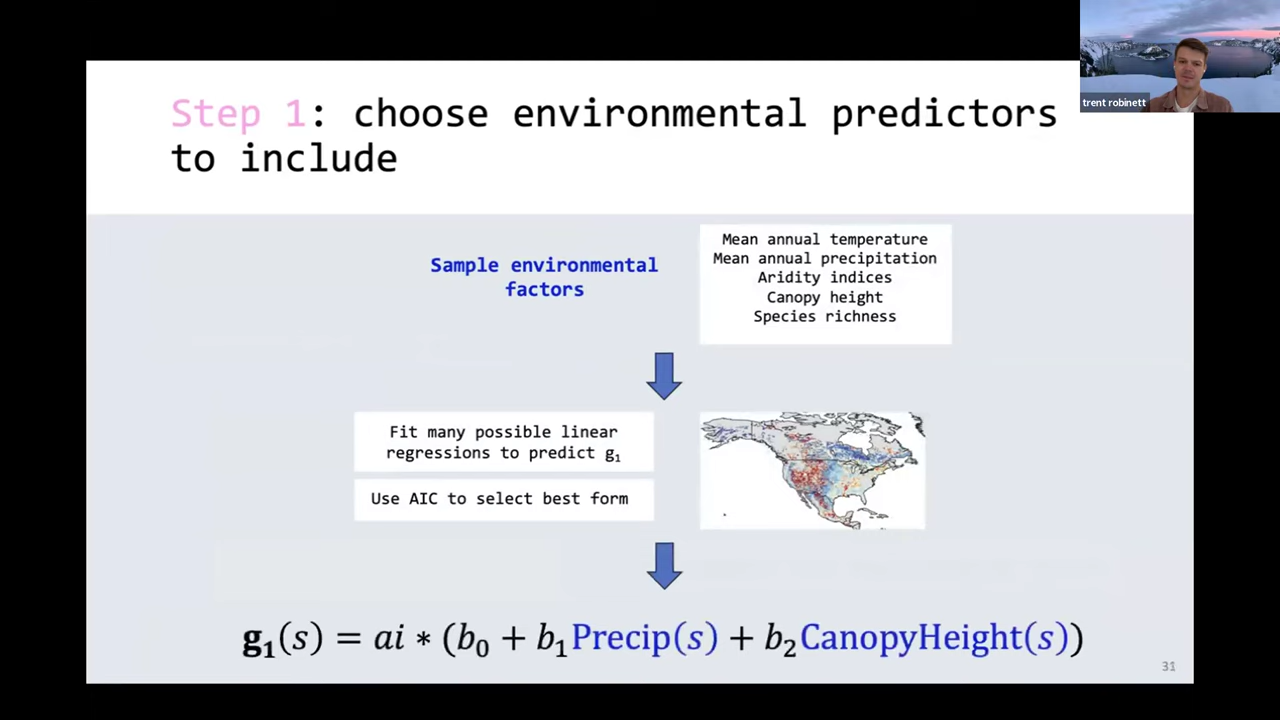 trent robinett
Step 1: choose environmental predictors
to include
Sample environmental
factors
Mean annual temperature
Mean annual precipitation
Aridity indices
Canopy height
Species richness
Fit many possible linear
regressions to predict g₁
Use AIC to select best form
g₁(s) = ai * (b₀ + b₁Precip(s) + b₂CanopyHeight(s))
31